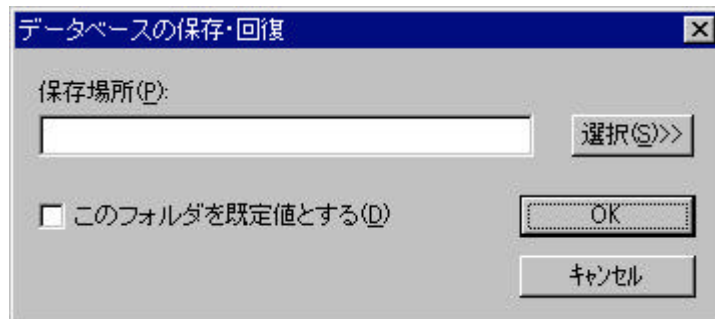 データベースの保存・回復
保存場所(P):
選択(S)>>
このフォルダを既定値とする(D)
OK
キャンセル